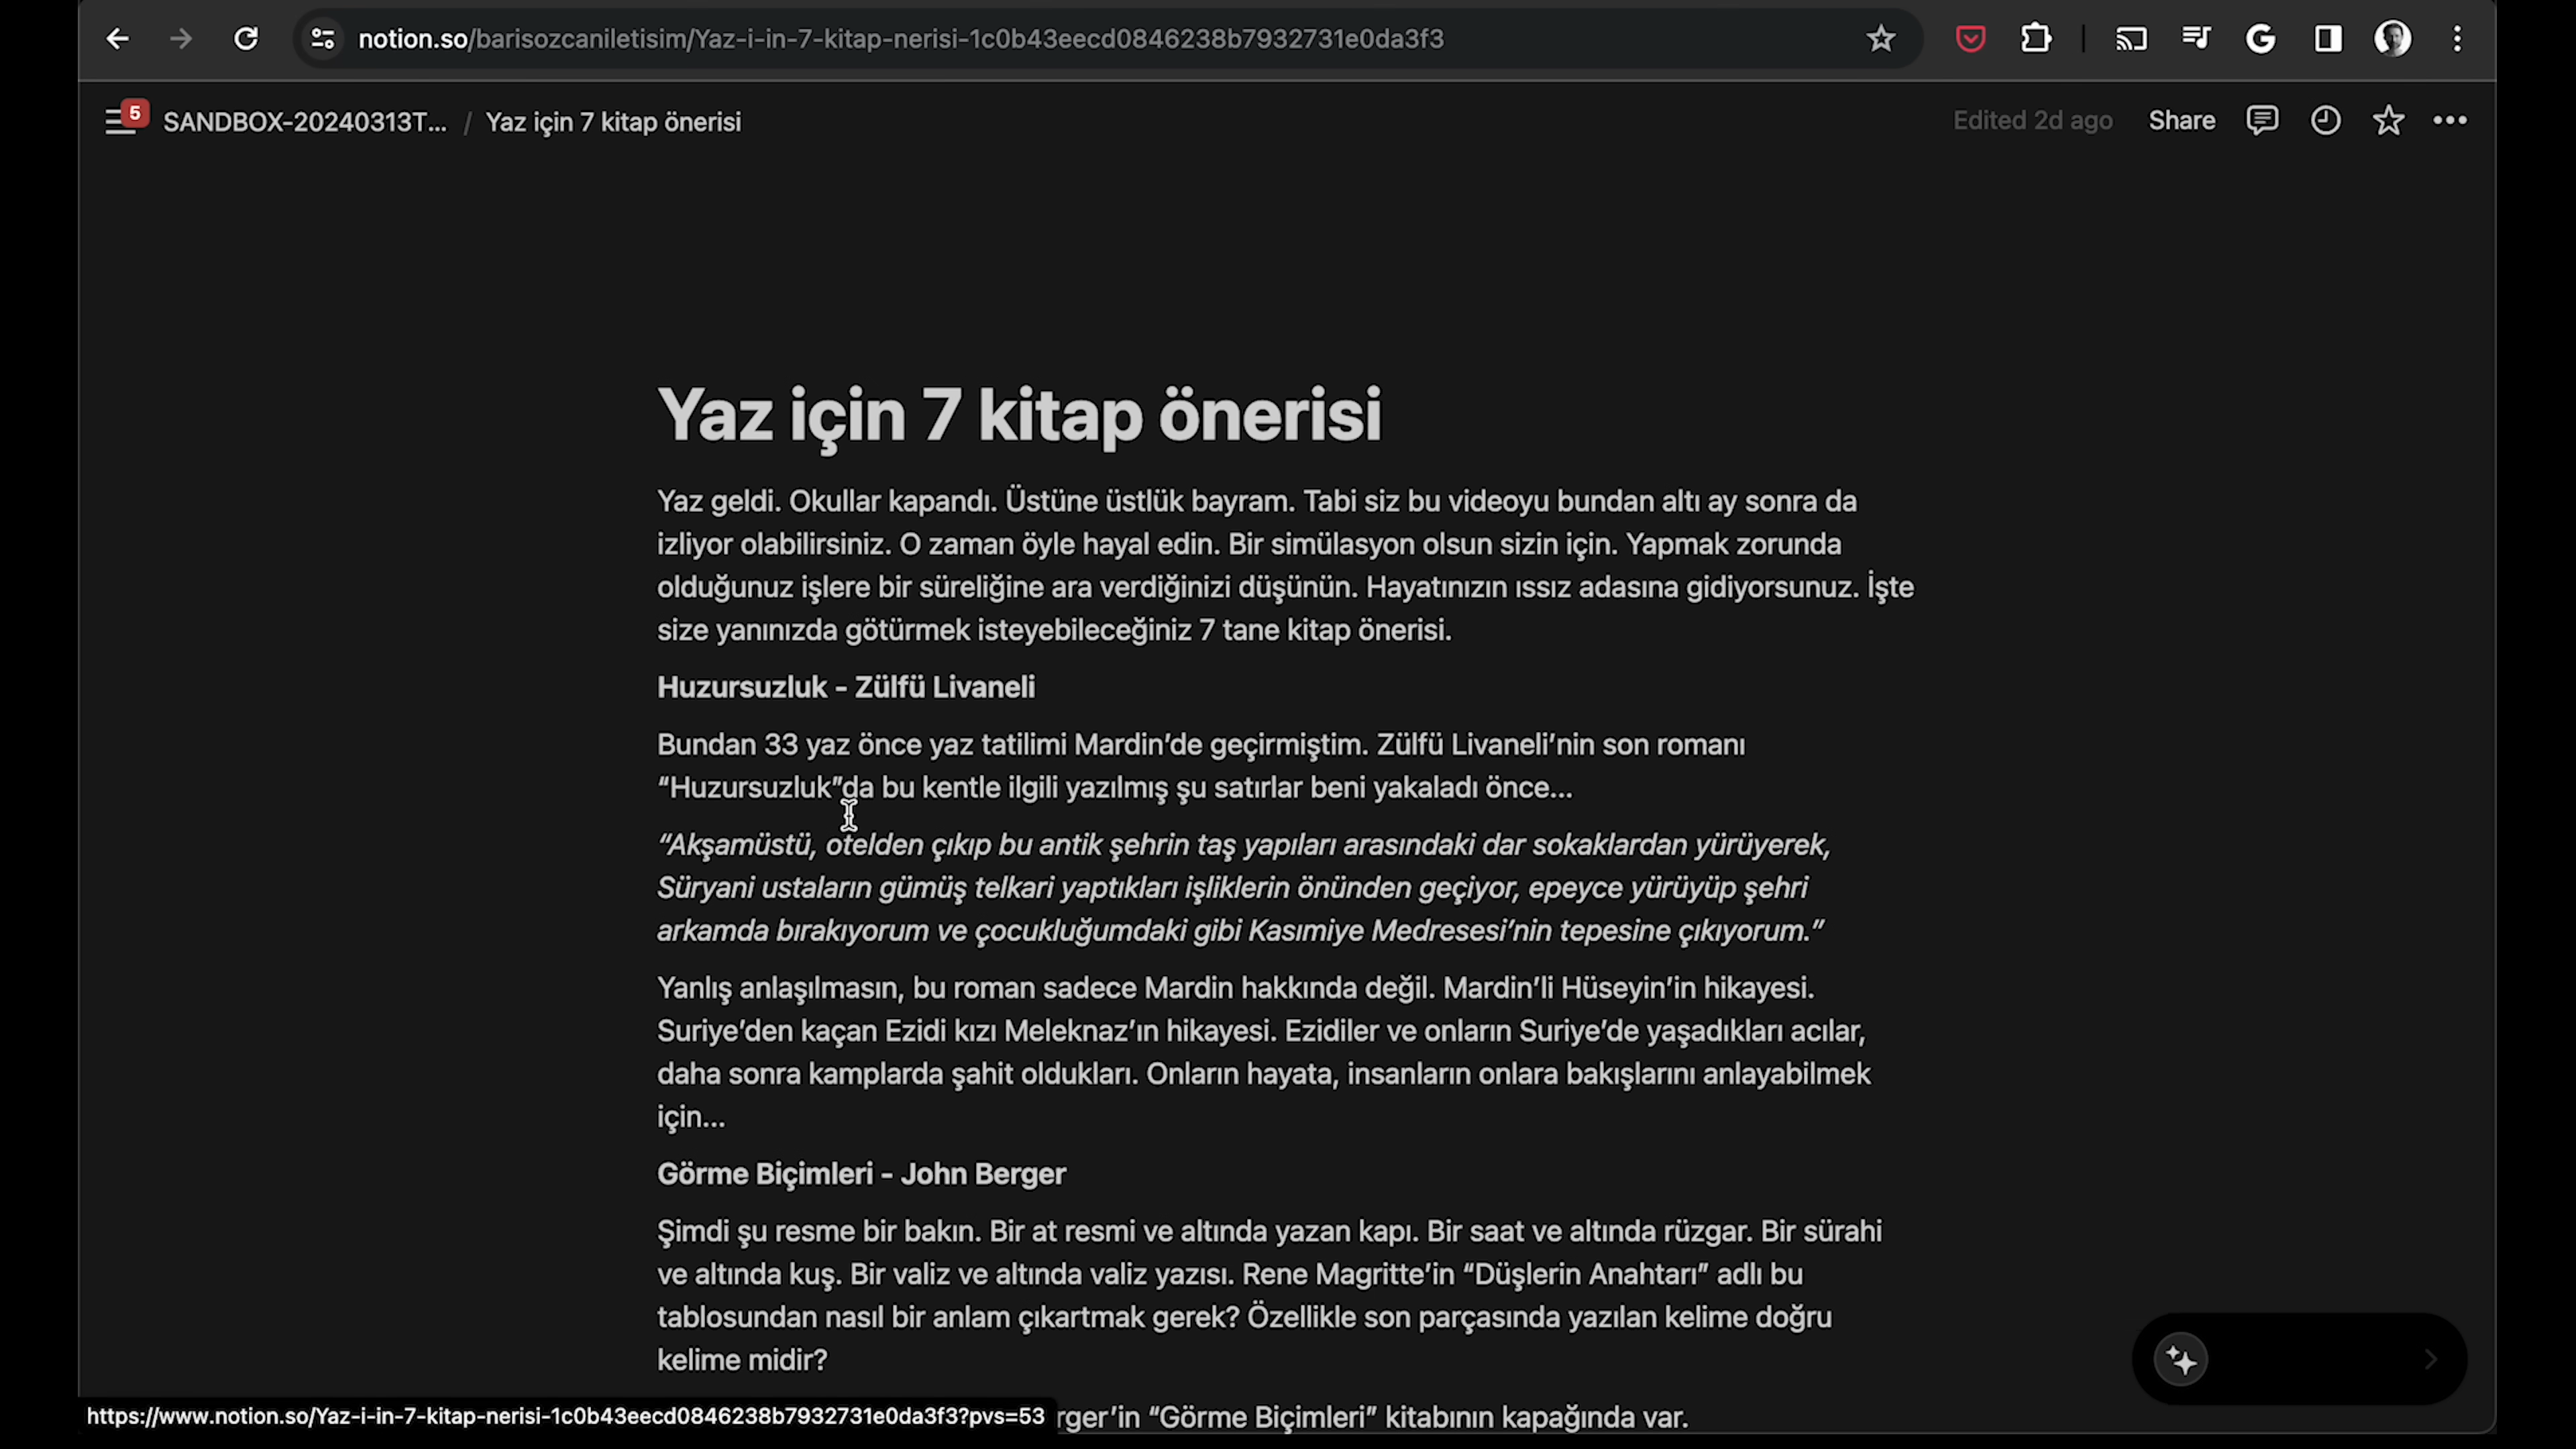 notion.so/barisozcaniletisim/Yaz-i-in-7-kitap-nerisi-1c0b43eecd0846238b7932731e0da3f3
5
SANDBOX-20240313T... / Yaz için 7 kitap önerisi
Edited 2d ago
Share
Yaz için 7 kitap önerisi
Yaz geldi. Okullar kapandı. Üstüne üstlük bayram. Tabi siz bu videoyu bundan altı ay sonra da
izliyor olabilirsiniz. O zaman öyle hayal edin. Bir simülasyon olsun sizin için. Yapmak zorunda
olduğunuz işlere bir süreliğine ara verdiğinizi düşünün. Hayatınızın ıssız adasına gidiyorsunuz. İşte
size yanınızda götürmek isteyebileceğiniz 7 tane kitap önerisi.
Huzursuzluk - Zülfü Livaneli
Bundan 33 yaz önce yaz tatilimi Mardin’de geçirmiştim. Zülfü Livaneli’nin son romanı
“Huzursuzluk”da bu kentle ilgili yazılmış şu satırlar beni yakaladı önce...
“Akşamüstü, otelden çıkıp bu antik şehrin taş yapıları arasındaki dar sokaklardan yürüyerek,
Süryani ustaların gümüş telkari yaptıkları işliklerin önünden geçiyor, epeyce yürüyüp şehri
arkamda bırakıyorum ve çocukluğumdaki gibi Kasımiye Medresesi’nin tepesine çıkıyorum.”
Yanlış anlaşılmasın, bu roman sadece Mardin hakkında değil. Mardin’li Hüseyin’in hikayesi.
Suriye’den kaçan Ezidi kızı Meleknaz’ın hikayesi. Ezidiler ve onların Suriye’de yaşadıkları acılar,
daha sonra kamplarda şahit oldukları. Onların hayata, insanların onlara bakışlarını anlayabilmek
için...
Görme Biçimleri - John Berger
Şimdi şu resme bir bakın. Bir at resmi ve altında yazan kapı. Bir saat ve altında rüzgar. Bir sürahi
ve altında kuş. Bir valiz ve altında valiz yazısı. Rene Magritte’in “Düşlerin Anahtarı” adlı bu
tablosundan nasıl bir anlam çıkartmak gerek? Özellikle son parçasında yazılan kelime doğru
kelime midir?
rger’in “Görme Biçimleri” kitabının kapağında var.
https://www.notion.so/Yaz-i-in-7-kitap-nerisi-1c0b43eecd0846238b7932731e0da3f3?pvs=53